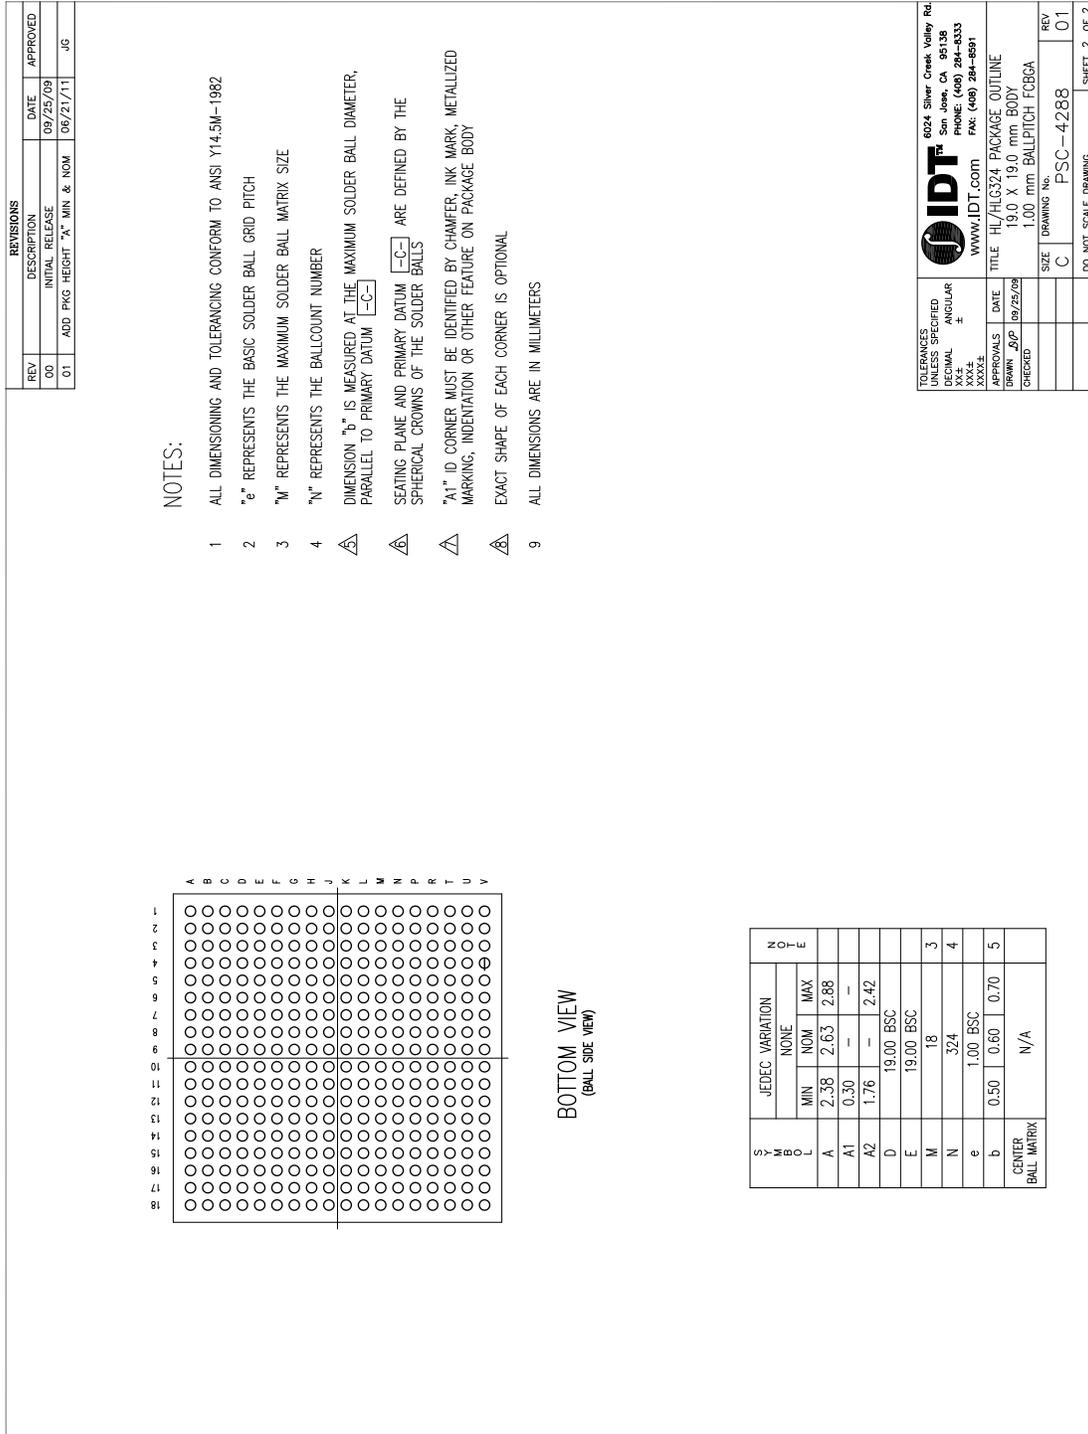 REVISIONS
REV DESCRIPTION DATE APPROVED
00 INITIAL RELEASE 09/25/09
01 ADD PKG HEIGHT "A" MIN & NOM 06/21/11 JG
NOTES:
1 ALL DIMENSIONING AND TOLERANCING CONFORM TO ANSI Y14.5M-1982
2 "e" REPRESENTS THE BASIC SOLDER BALL GRID PITCH
3 "M" REPRESENTS THE MAXIMUM SOLDER BALL MATRIX SIZE
4 "N" REPRESENTS THE BALLCOUNT NUMBER
5 DIMENSION "b" IS MEASURED AT THE MAXIMUM SOLDER BALL DIAMETER,
PARALLEL TO PRIMARY DATUM -C-
6 SEATING PLANE AND PRIMARY DATUM -C- ARE DEFINED BY THE
SPHERICAL CROWNS OF THE SOLDER BALLS
7 "A1" ID CORNER MUST BE IDENTIFIED BY CHAMFER, INK MARK, METALLIZED
MARKING, INDENTATION OR OTHER FEATURE ON PACKAGE BODY
8 EXACT SHAPE OF EACH CORNER IS OPTIONAL
9 ALL DIMENSIONS ARE IN MILLIMETERS
18 17 16 15 14 13 12 11 10 9 8 7 6 5 4 3 2 1
A
B
C
D
E
F
G
H
J
K
L
M
N
P
R
T
U
V
BOTTOM VIEW
(BALL SIDE VIEW)
SYMBOL JEDEC VARIATION NOTE
NONE
MIN NOM MAX
A 2.38 2.63 2.88
A1 0.30 - -
A2 1.76 - 2.42
D 19.00 BSC
E 19.00 BSC
M 18 3
N 324 4
e 1.00 BSC
b 0.50 0.60 0.70 5
CENTER BALL MATRIX N/A
TOLERANCES
UNLESS SPECIFIED
DECIMAL ANGULAR
XX± ±
XXX±
XXXX±
APPROVALS DATE
DRAWN 09/25/09
CHECKED
IDT™
www.IDT.com
6024 Silver Creek Valley Rd.
San Jose, CA 95138
PHONE: (408) 284-8333
FAX: (408) 284-8591
TITLE HL/HLG324 PACKAGE OUTLINE
19.0 X 19.0 mm BODY
1.00 mm BALLPITCH FCBGA
SIZE DRAWING No. REV
C PSC-4288 01
DO NOT SCALE DRAWING SHEET 2 OF 2